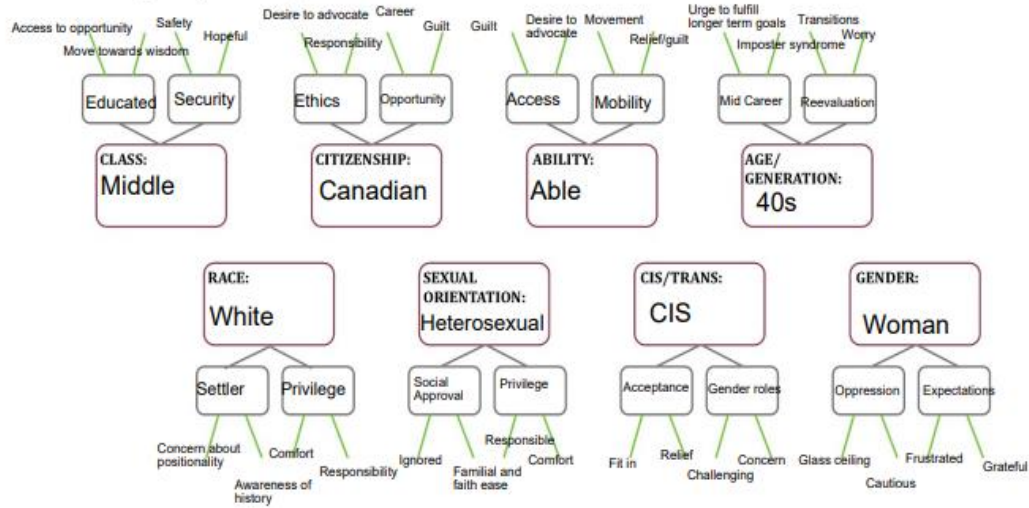 Access to opportunity
Move towards wisdom
Safety
Hopeful
Educated
Security
CLASS:
Middle
Desire to advocate
Responsibility
Career
Guilt
Ethics
Opportunity
CITIZENSHIP:
Canadian
Guilt
Desire to
advocate
Movement
Relief/guilt
Access
Mobility
ABILITY:
Able
Urge to fulfill
longer term goals
Imposter syndrome
Transitions
Worry
Mid Career
Reevaluation
AGE/
GENERATION:
40s
RACE:
White
Settler
Privilege
Concern about
positionality
Awareness of
history
Comfort
Responsibility
SEXUAL
ORIENTATION:
Heterosexual
Social
Approval
Privilege
Ignored
Familial and
faith ease
Responsible
Comfort
CIS/TRANS:
CIS
Acceptance
Gender roles
Fit in
Relief
Challenging
Concern
GENDER:
Woman
Oppression
Expectations
Glass ceiling
Cautious
Frustrated
Grateful